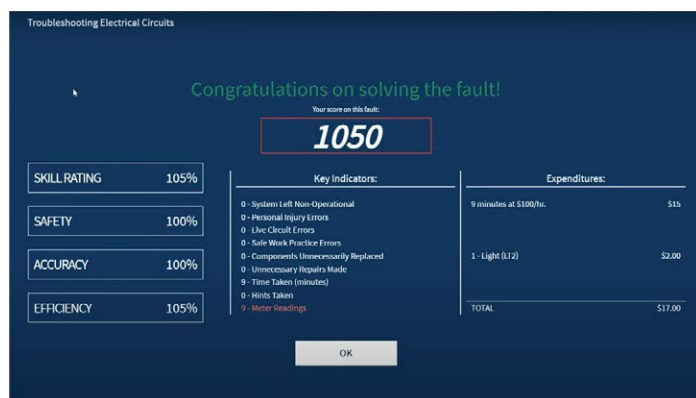 Troubleshooting Electrical Circuits
Congratulations on solving the fault!
Your score on this fault:
1050
SKILL RATING 105%
SAFETY 100%
ACCURACY 100%
EFFICIENCY 105%
Key Indicators:
0 - System Left Non-Operational
0 - Personal Injury Errors
0 - Live Circuit Errors
0 - Safe Work Practice Errors
0 - Components Unnecessarily Replaced
0 - Unnecessary Repairs Made
9 - Time Taken (minutes)
0 - Hints Taken
9 - Meter Readings
Expenditures:
9 minutes at $100/hr. $15
1 - Light (LT2) $2.00
TOTAL $17.00
OK